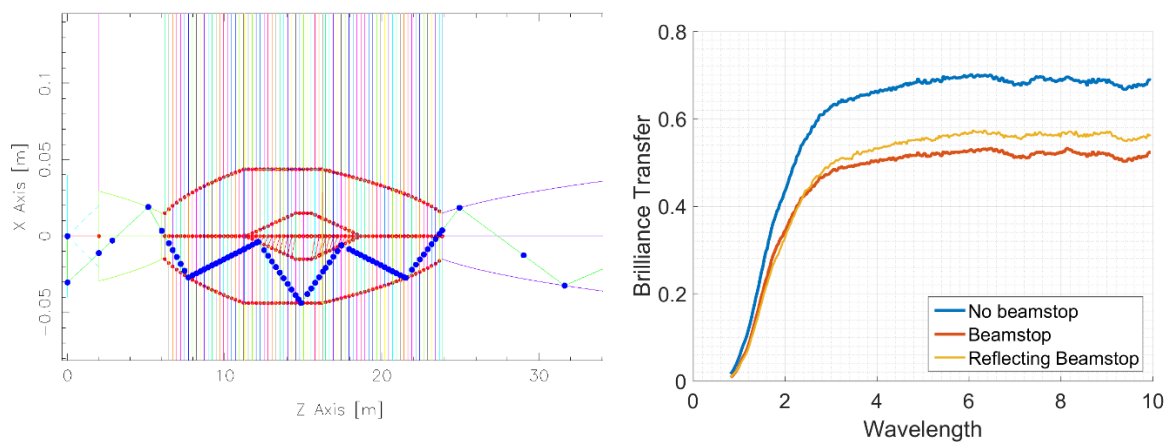 X Axis [m]
0.1
0.05
0
−0.05
0
10
20
30
Z Axis [m]
Brilliance Transfer
0.8
0.6
0.4
0.2
0
0
2
4
6
8
10
Wavelength
No beamstop
Beamstop
Reflecting Beamstop